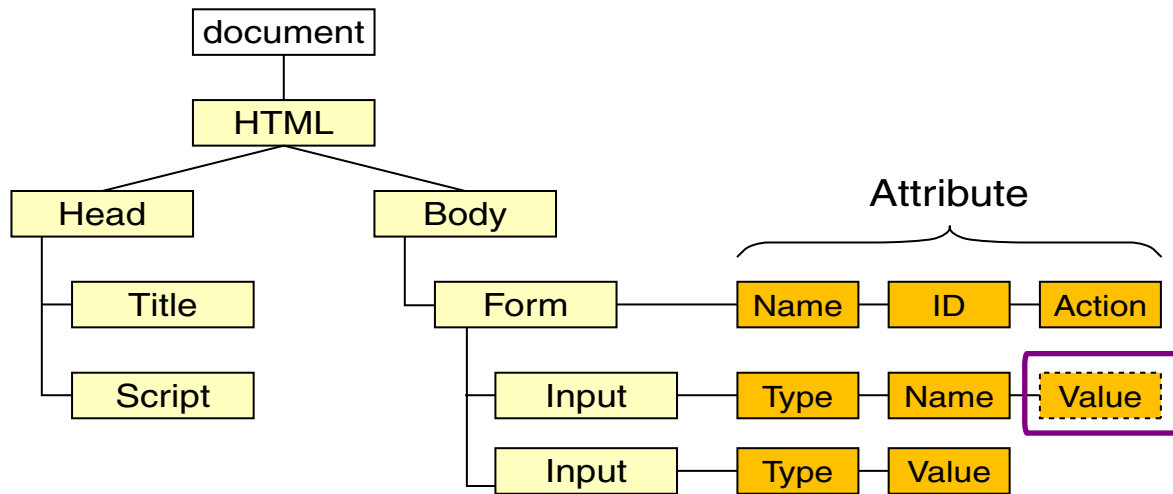 document
HTML
Head Body Attribute
Title Form Name ID Action
Script Input Type Name Value
Input Type Value